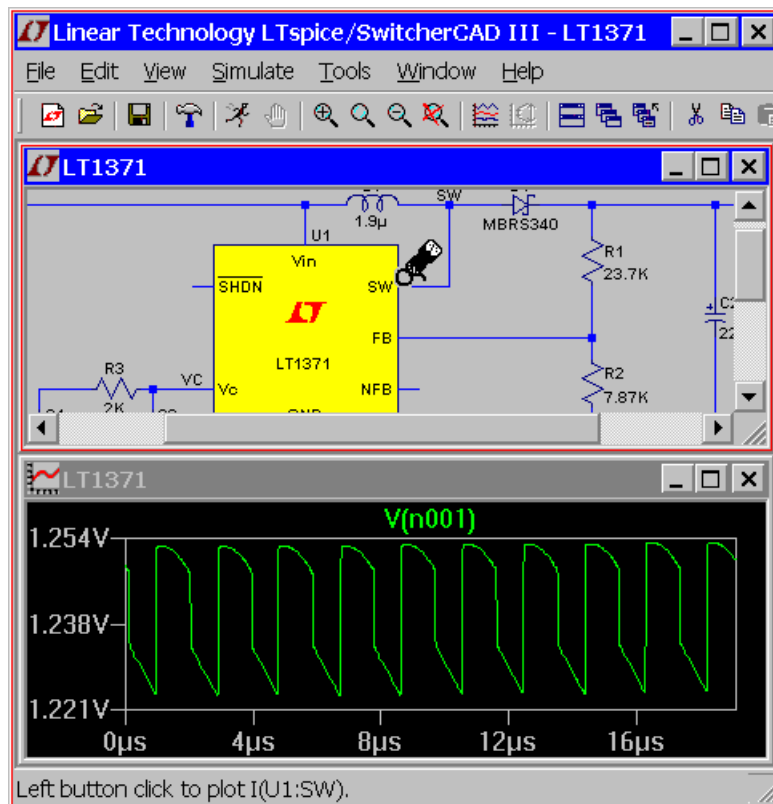 Linear Technology LTspice/SwitcherCAD III - LT1371
File Edit View Simulate Tools Window Help
LT1371
SW
1.9µ
MBRS340
U1
Vin
R1
SHDN
SW
23.7K
FB
LT1371
R3
VC
R2
Vc
NFB
7.87K
2K
LT1371
V(n001)
1.254V
1.238V
1.221V
0µs 4µs 8µs 12µs 16µs
Left button click to plot I(U1:SW).